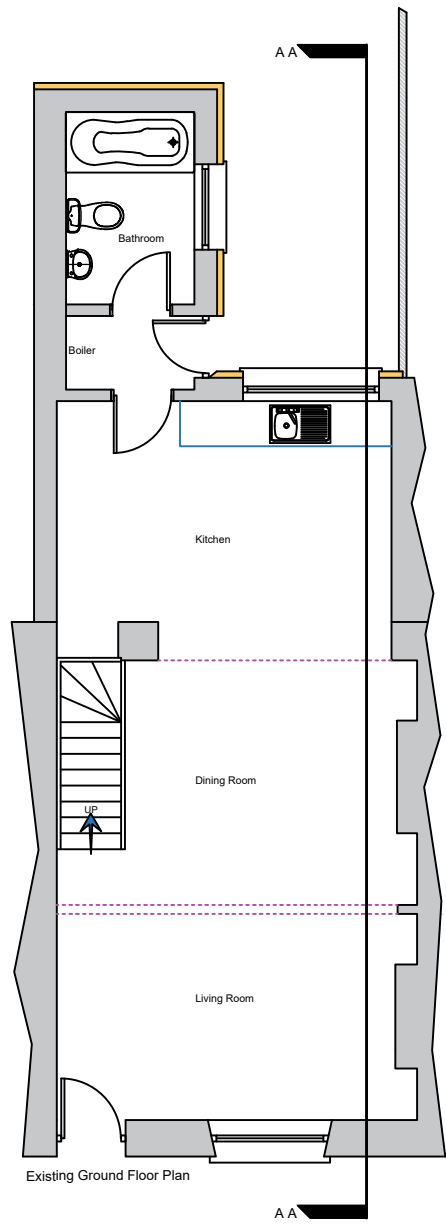 A A
Bathroom
Boiler
Kitchen
Dining Room
UP
Living Room
Existing Ground Floor Plan
A A